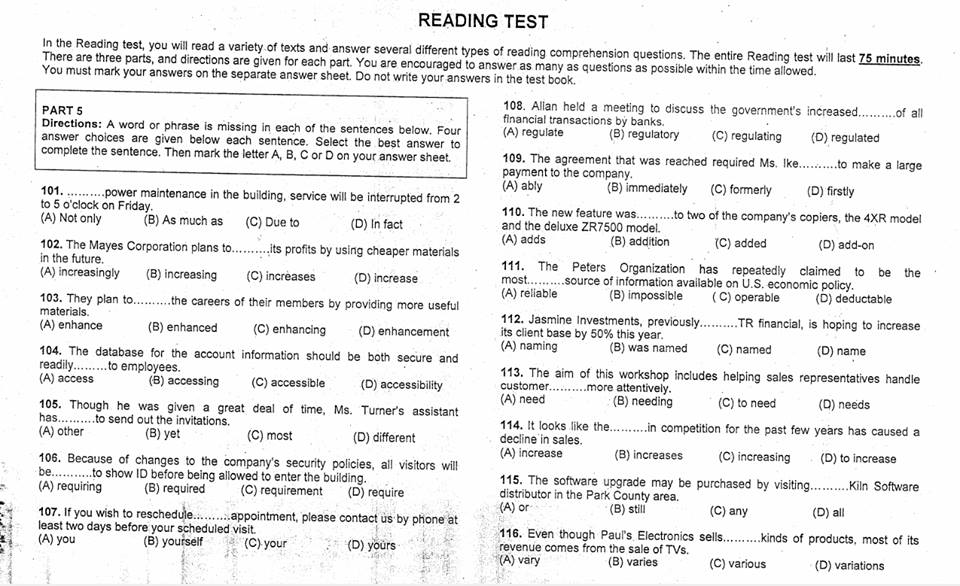 READING TEST
In the Reading test, you will read a variety of texts and answer several different types of reading comprehension questions. The entire Reading test will last 75 minutes.
There are three parts, and directions are given for each part. You are encouraged to answer as many as questions as possible within the time allowed.
You must mark your answers on the separate answer sheet. Do not write your answers in the test book.
PART 5
Directions: A word or phrase is missing in each of the sentences below. Four
answer choices are given below each sentence. Select the best answer to
complete the sentence. Then mark the letter A, B, C or D on your answer sheet.
101. ..........power maintenance in the building, service will be interrupted from 2
to 5 o'clock on Friday.
(A) Not only (B) As much as (C) Due to (D) In fact
102. The Mayes Corporation plans to..........its profits by using cheaper materials
in the future.
(A) increasingly (B) increasing (C) increases (D) increase
103. They plan to..........the careers of their members by providing more useful
materials.
(A) enhance (B) enhanced (C) enhancing (D) enhancement
104. The database for the account information should be both secure and
readily.........to employees.
(A) access (B) accessing (C) accessible (D) accessibility
105. Though he was given a great deal of time, Ms. Turner's assistant
has..........to send out the invitations.
(A) other (B) yet (C) most (D) different
106. Because of changes to the company's security policies, all visitors will
be..........to show ID before being allowed to enter the building.
(A) requiring (B) required (C) requirement (D) require
107. If you wish to reschedule..........appointment, please contact us by phone at
least two days before your scheduled visit.
(A) you (B) yourself (C) your (D) yours
108. Allan held a meeting to discuss the government's increased..........of all
financial transactions by banks.
(A) regulate (B) regulatory (C) regulating (D) regulated
109. The agreement that was reached required Ms. Ike..........to make a large
payment to the company.
(A) ably (B) immediately (C) formerly (D) firstly
110. The new feature was..........to two of the company's copiers, the 4XR model
and the deluxe ZR7500 model.
(A) adds (B) addition (C) added (D) add-on
111. The Peters Organization has repeatedly claimed to be the
most..........source of information available on U.S. economic policy.
(A) reliable (B) impossible ( C) operable (D) deductable
112. Jasmine Investments, previously..........TR financial, is hoping to increase
its client base by 50% this year.
(A) naming (B) was named (C) named (D) name
113. The aim of this workshop includes helping sales representatives handle
customer..........more attentively.
(A) need (B) needing (C) to need (D) needs
114. It looks like the..........in competition for the past few years has caused a
decline in sales.
(A) increase (B) increases (C) increasing (D) to increase
115. The software upgrade may be purchased by visiting..........Kiln Software
distributor in the Park County area.
(A) or (B) still (C) any (D) all
116. Even though Paul's Electronics sells..........kinds of products, most of its
revenue comes from the sale of TVs.
(A) vary (B) varies (C) various (D) variations